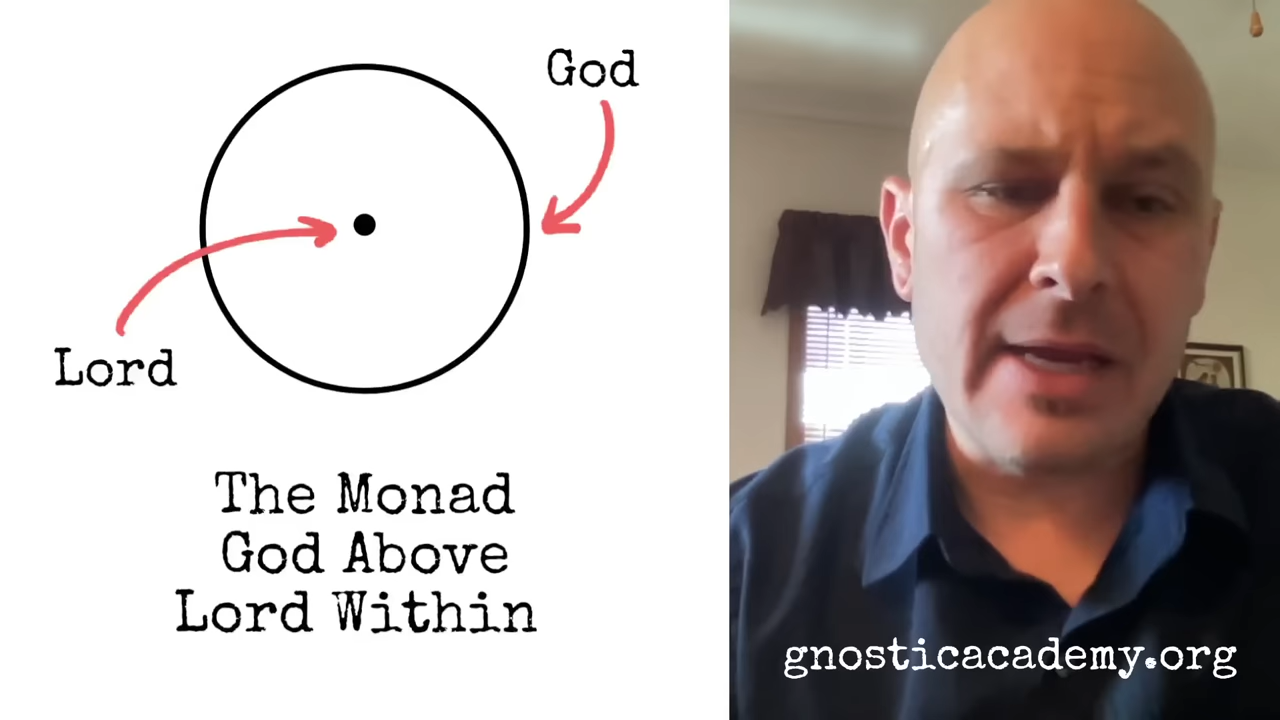 God
Lord
The Monad
God Above
Lord Within
gnosticacademy.org